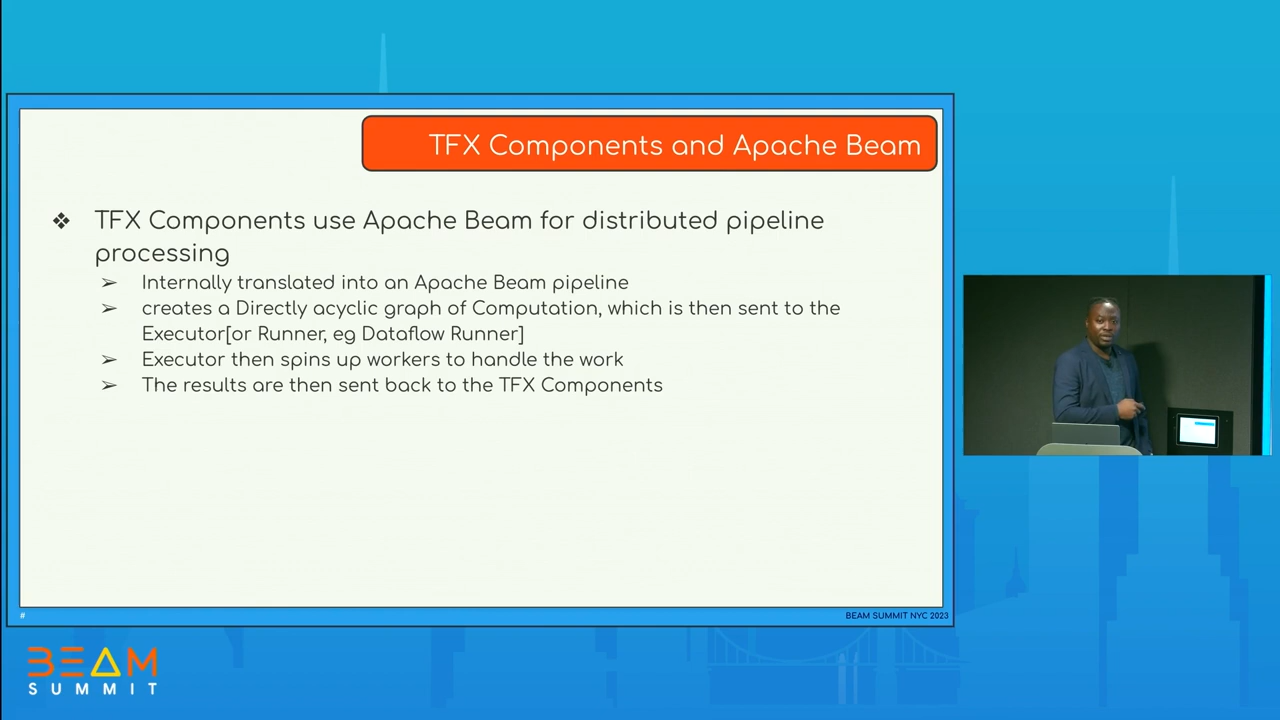 TFX Components and Apache Beam
❖ TFX Components use Apache Beam for distributed pipeline
processing
➢ Internally translated into an Apache Beam pipeline
➢ creates a Directly acyclic graph of Computation, which is then sent to the
Executor[or Runner, eg Dataflow Runner]
➢ Executor then spins up workers to handle the work
➢ The results are then sent back to the TFX Components
#
BEAM SUMMIT NYC 2023
BEAM
SUMMIT